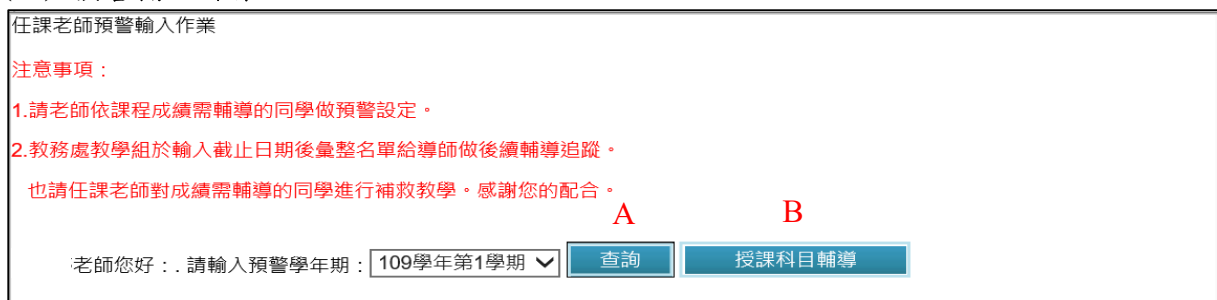 任課老師預警輸入作業
注意事項：
1.請老師依課程成績需輔導的同學做預警設定。
2.教務處教學組於輸入截止日期後彙整名單給導師做後續輔導追蹤。
也請任課老師對成績需輔導的同學進行補救教學。感謝您的配合。
A B
老師您好：. 請輸入預警學年期：109學年第1學期 查詢 授課科目輔導